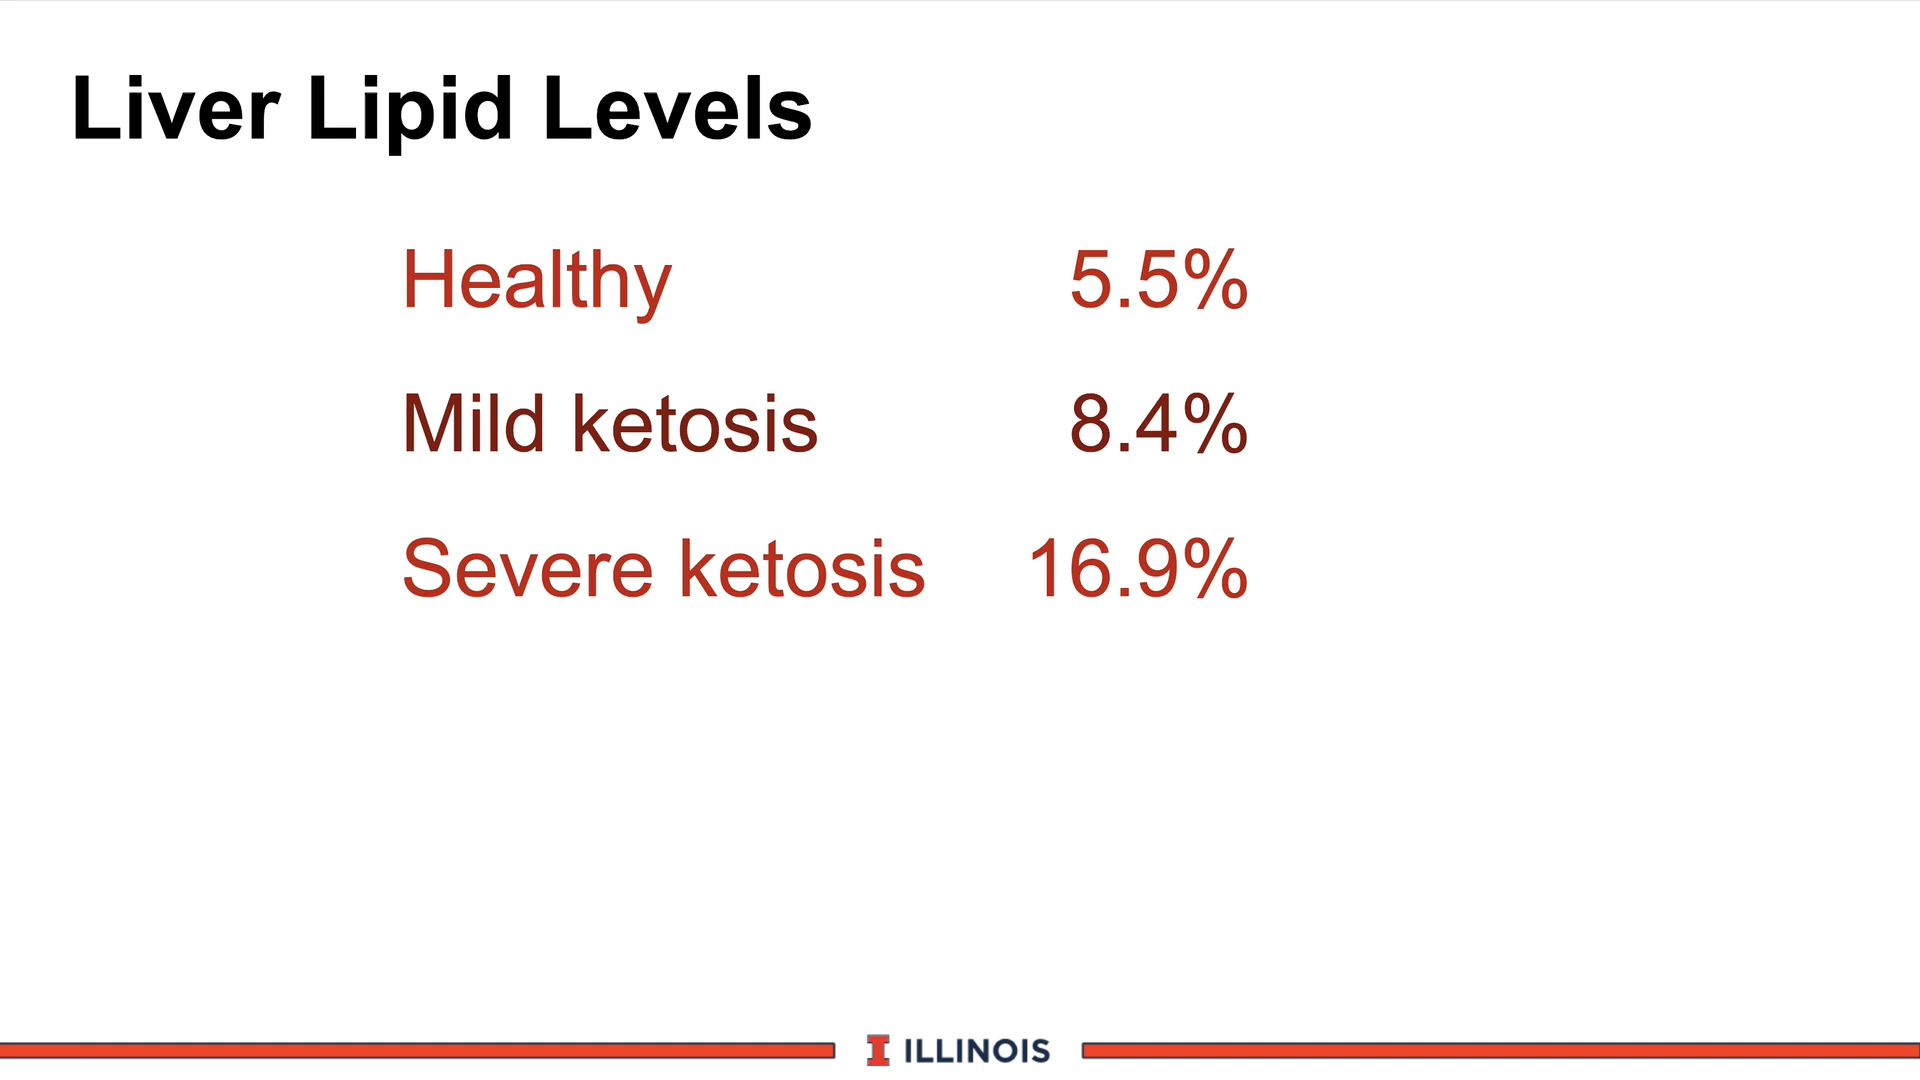 Liver Lipid Levels
Healthy 5.5%
Mild ketosis 8.4%
Severe ketosis 16.9%
I ILLINOIS